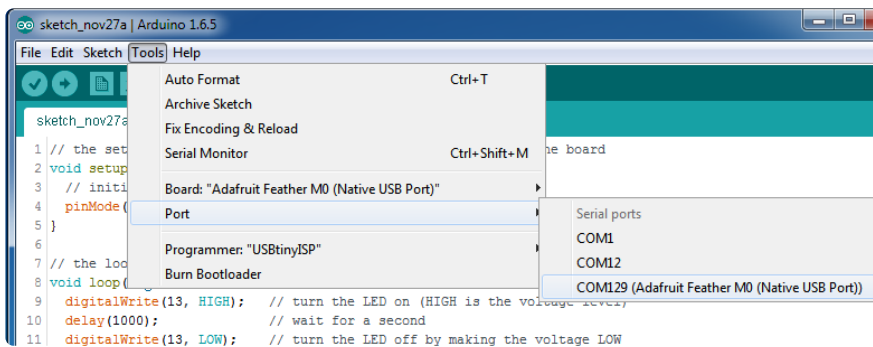 sketch_nov27a | Arduino 1.6.5
File Edit Sketch Tools Help
sketch_nov27a
Auto Format Ctrl+T
Archive Sketch
Fix Encoding & Reload
Serial Monitor Ctrl+Shift+M
Board: "Adafruit Feather M0 (Native USB Port)"
Port
Programmer: "USBtinyISP"
Burn Bootloader
Serial ports
COM1
COM12
COM129 (Adafruit Feather M0 (Native USB Port))
1 // the set
board
2 void setup
3 // initi
4 pinMode(
5 }
6
7 // the loo
8 void loop(
9 digitalWrite(13, HIGH); // turn the LED on (HIGH is the voltage level)
10 delay(1000); // wait for a second
11 digitalWrite(13, LOW); // turn the LED off by making the voltage LOW